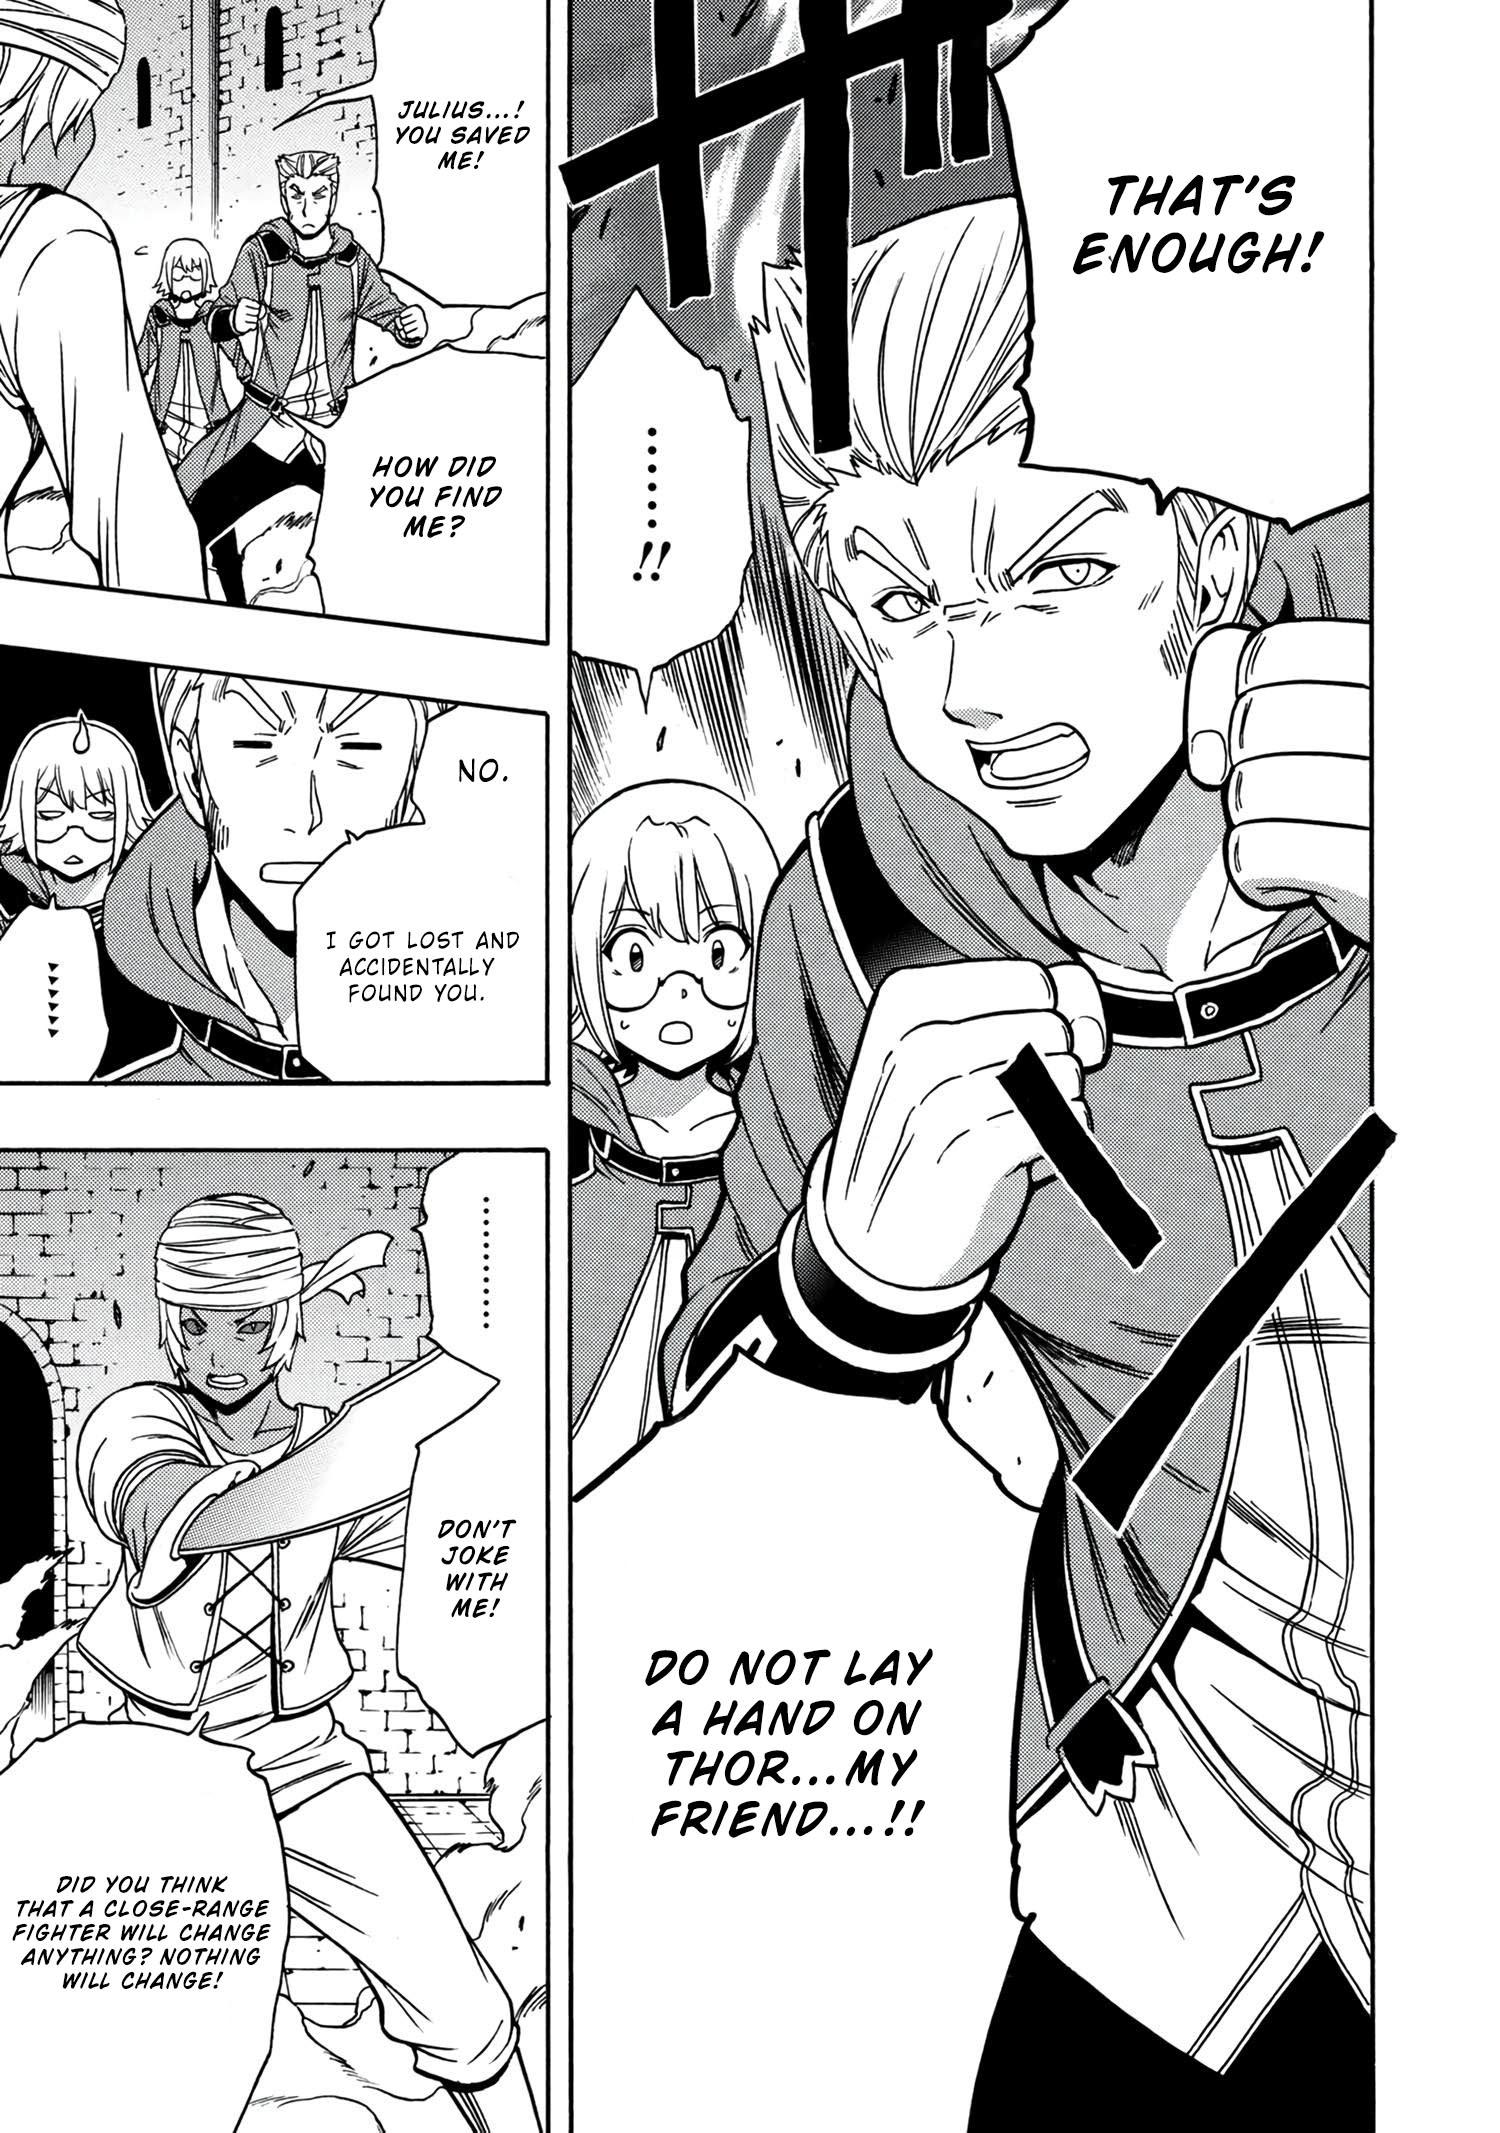 THAT'S
ENOUGH!
......!!
DO NOT LAY
A HAND ON
THOR...MY
FRIEND...!!
JULIUS...!
YOU SAVED
ME!
HOW DID
YOU FIND
ME?
NO.
I GOT LOST AND
ACCIDENTALLY
FOUND YOU.
......
.........
DON'T
JOKE
WITH
ME!
DID YOU THINK
THAT A CLOSE-RANGE
FIGHTER WILL CHANGE
ANYTHING? NOTHING
WILL CHANGE!